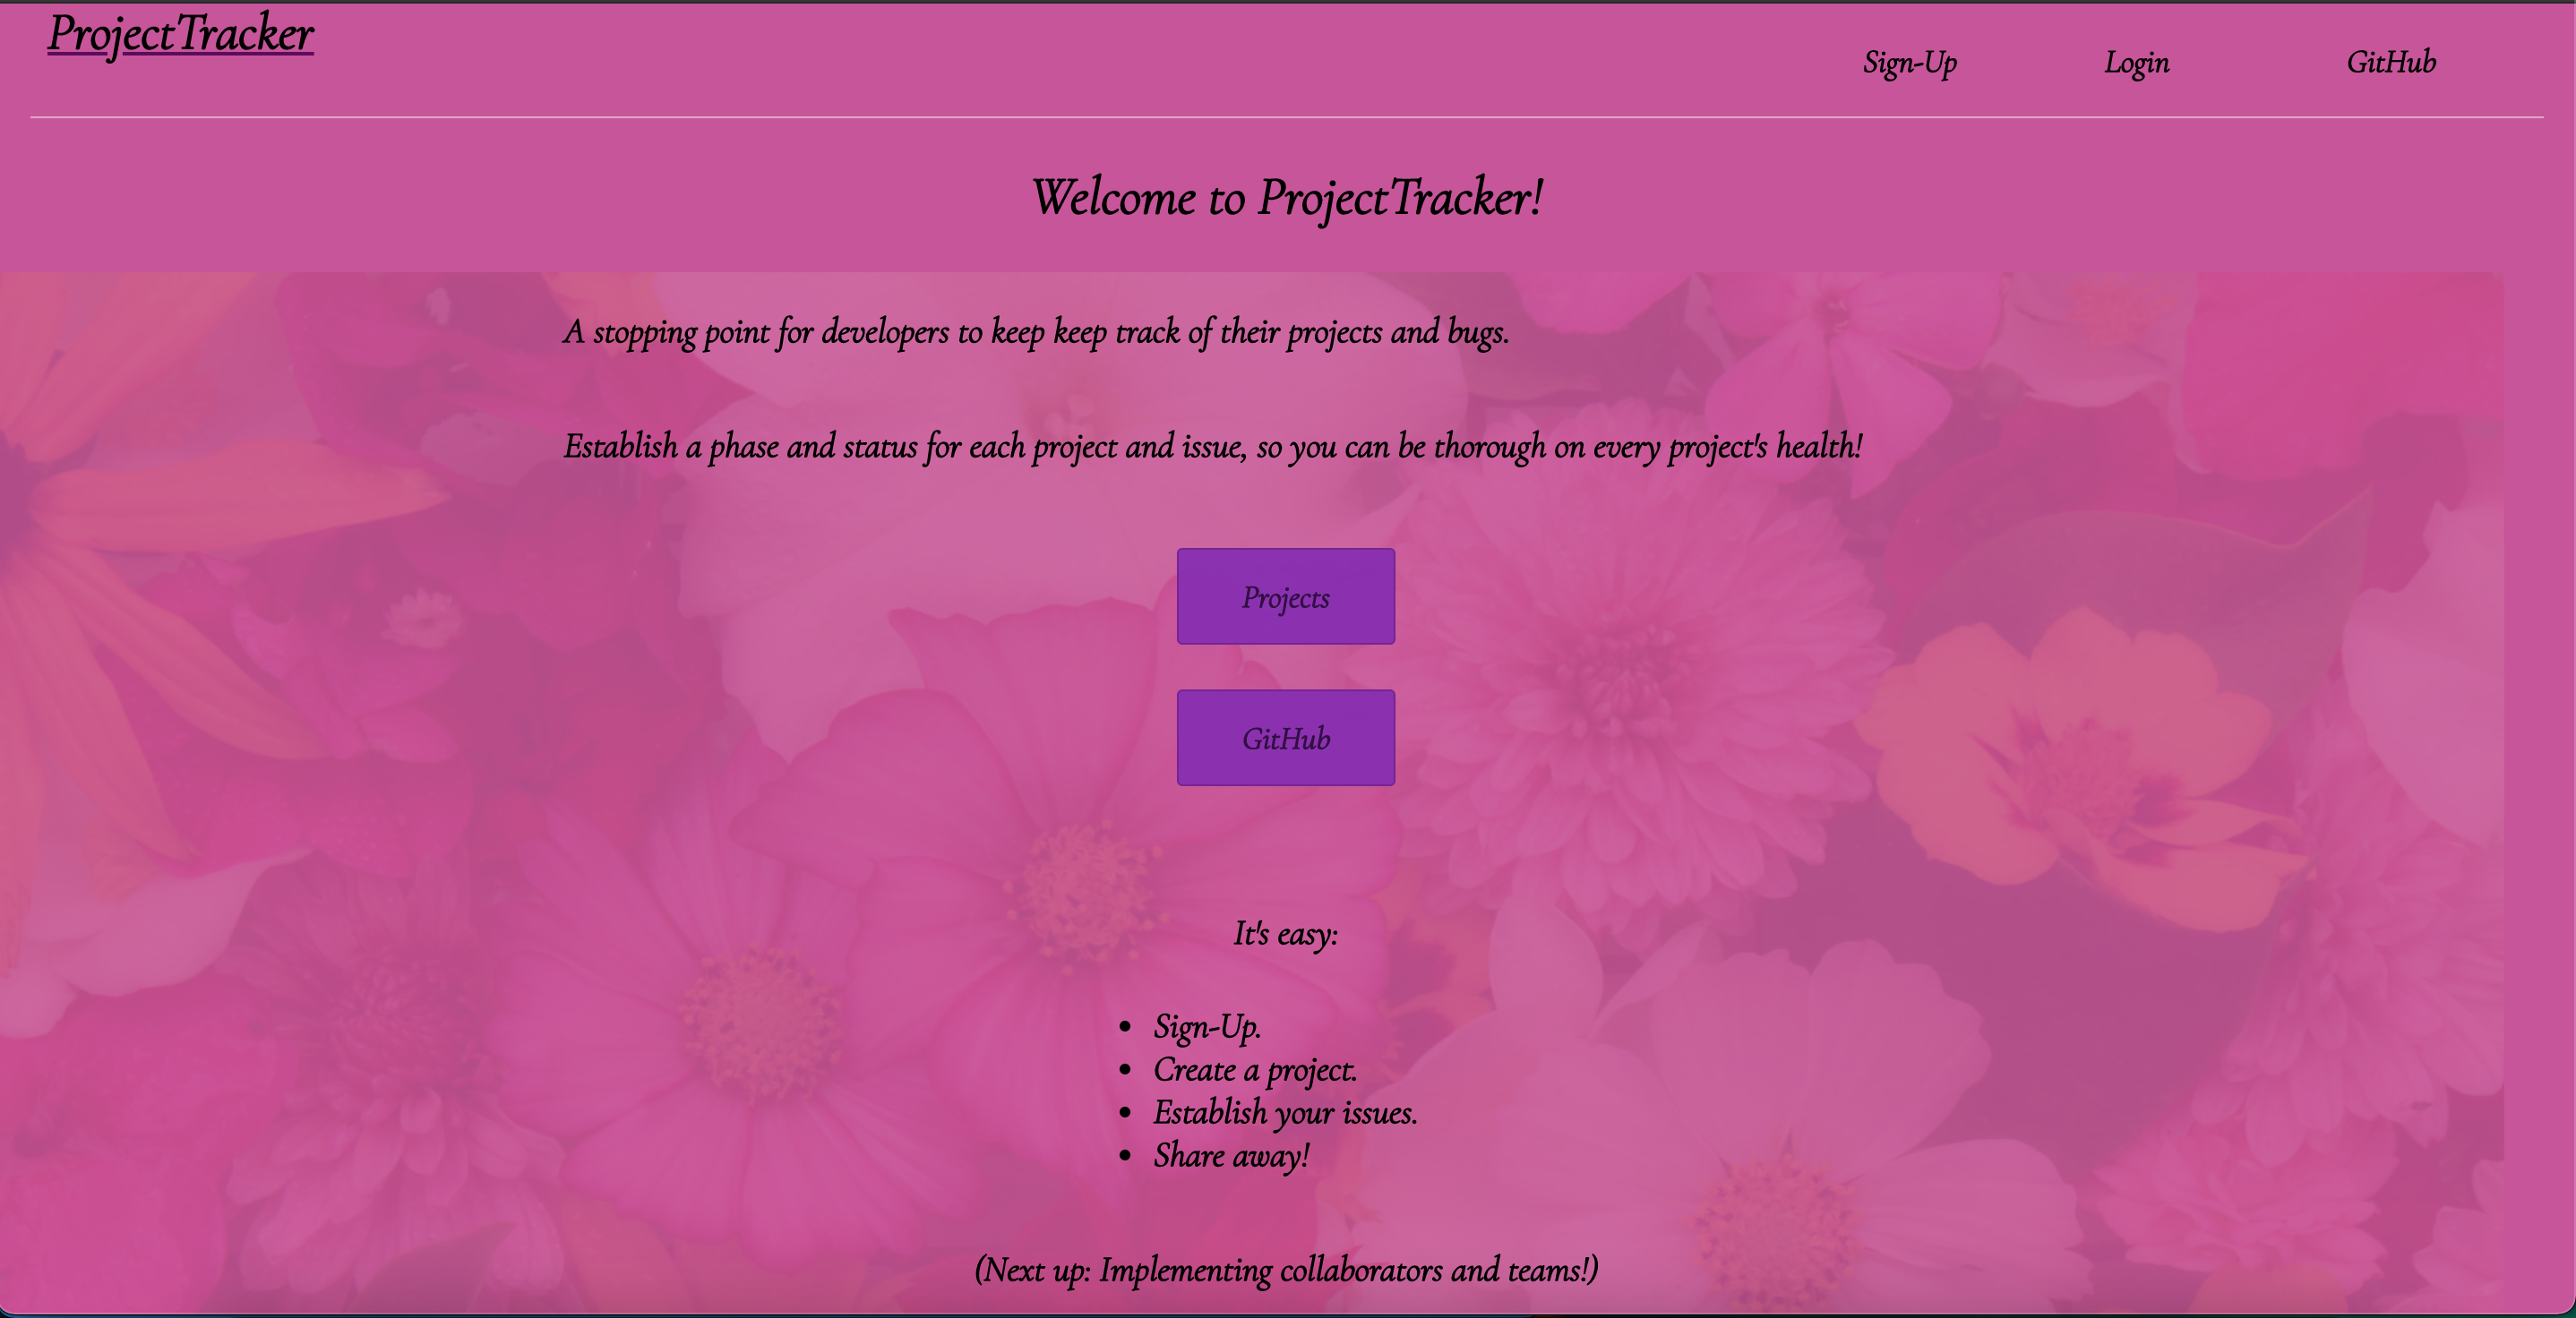 ProjectTracker
Sign-Up Login GitHub
Welcome to ProjectTracker!
A stopping point for developers to keep keep track of their projects and bugs.
Establish a phase and status for each project and issue, so you can be thorough on every project's health!
Projects
GitHub
It's easy:
• Sign-Up.
• Create a project.
• Establish your issues.
• Share away!
(Next up: Implementing collaborators and teams!)